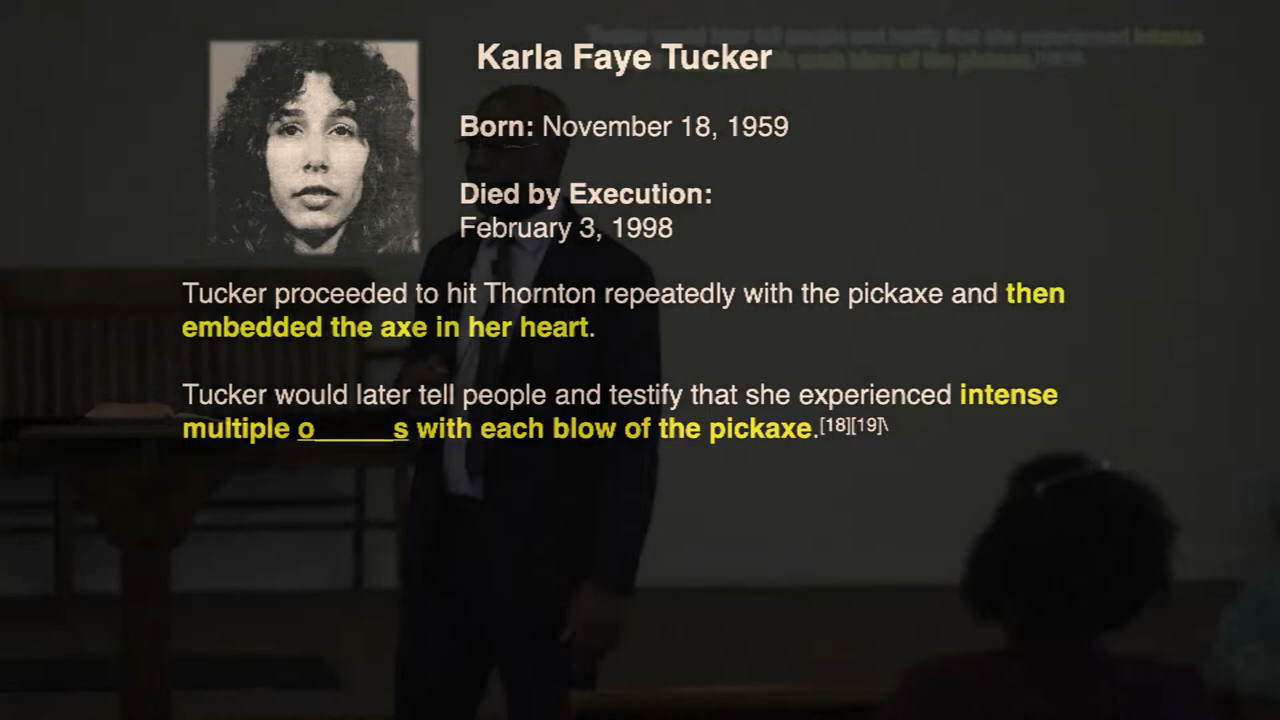 Karla Faye Tucker
Born: November 18, 1959
Died by Execution:
February 3, 1998
Tucker proceeded to hit Thornton repeatedly with the pickaxe and then
embedded the axe in her heart.
Tucker would later tell people and testify that she experienced intense
multiple o_____s with each blow of the pickaxe.[18][19]\